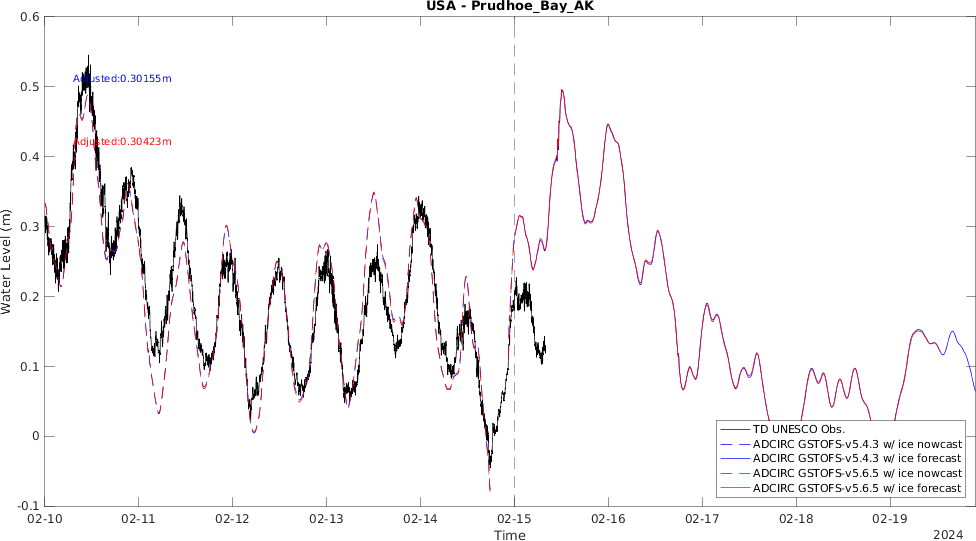 USA - Prudhoe_Bay_AK
0.6
0.5
0.4
0.3
0.2
0.1
0
-0.1
Water Level (m)
Adjusted:0.30155m
Adjusted:0.30423m
TD UNESCO Obs.
ADCIRC GSTOFS-v5.4.3 w/ ice nowcast
ADCIRC GSTOFS-v5.4.3 w/ ice forecast
ADCIRC GSTOFS-v5.6.5 w/ ice nowcast
ADCIRC GSTOFS-v5.6.5 w/ ice forecast
02-10 02-11 02-12 02-13 02-14 02-15 02-16 02-17 02-18 02-19
Time
2024